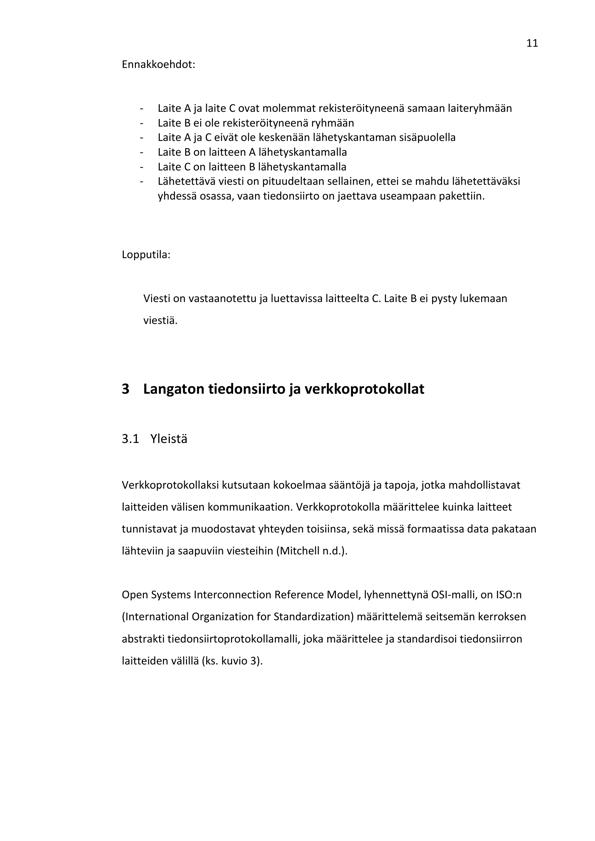 11
Ennakkoehdot:
- Laite A ja laite C ovat molemmat rekisteröityneenä samaan laiteryhmään
- Laite B ei ole rekisteröityneenä ryhmään
- Laite A ja C eivät ole keskenään lähetyskantaman sisäpuolella
- Laite B on laitteen A lähetyskantamalla
- Laite C on laitteen B lähetyskantamalla
- Lähetettävä viesti on pituudeltaan sellainen, ettei se mahdu lähetettäväksi
yhdessä osassa, vaan tiedonsiirto on jaettava useampaan pakettiin.
Lopputila:
Viesti on vastaanotettu ja luettavissa laitteelta C. Laite B ei pysty lukemaan
viestiä.
3 Langaton tiedonsiirto ja verkkoprotokollat
3.1 Yleistä
Verkkoprotokollaksi kutsutaan kokoelmaa sääntöjä ja tapoja, jotka mahdollistavat
laitteiden välisen kommunikaation. Verkkoprotokolla määrittelee kuinka laitteet
tunnistavat ja muodostavat yhteyden toisiinsa, sekä missä formaatissa data pakataan
lähteviin ja saapuviin viesteihin (Mitchell n.d.).
Open Systems Interconnection Reference Model, lyhennettynä OSI-malli, on ISO:n
(International Organization for Standardization) määrittelemä seitsemän kerroksen
abstrakti tiedonsiirtoprotokollamalli, joka määrittelee ja standardisoi tiedonsiirron
laitteiden välillä (ks. kuvio 3).